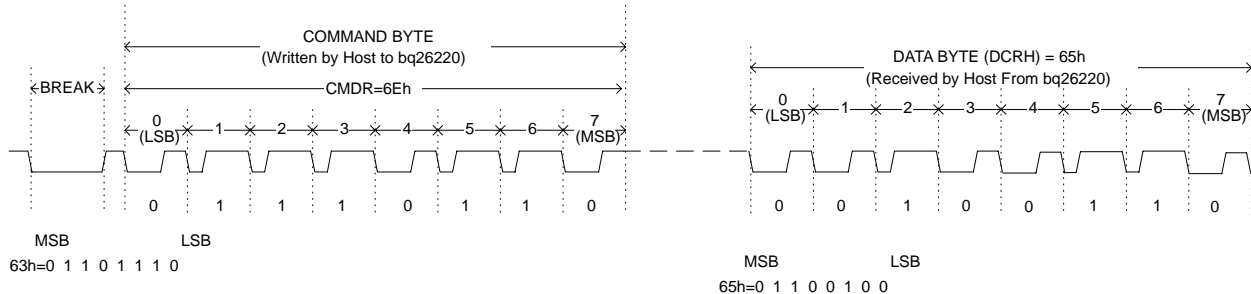 COMMAND BYTE
(Written by Host to bq26220)
BREAK
CMDR=6Eh
0 1 2 3 4 5 6 7
(LSB) (MSB)
0 1 1 1 0 1 1 0
MSB LSB
63h=0 1 1 0 1 1 1 0
DATA BYTE (DCRH) = 65h
(Received by Host From bq26220)
0 1 2 3 4 5 6 7
(LSB) (MSB)
0 0 1 0 0 1 1 0
MSB LSB
65h=0 1 1 0 0 1 0 0